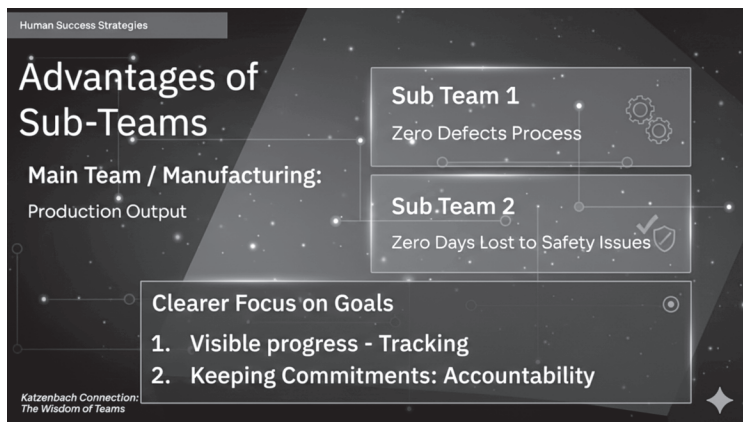 Human Success Strategies
Advantages of
Sub-Teams
Main Team / Manufacturing:
Production Output
Sub Team 1
Zero Defects Process
Sub Team 2
Zero Days Lost to Safety Issues
Clearer Focus on Goals
1. Visible progress - Tracking
2. Keeping Commitments: Accountability
Katzenbach Connection:
The Wisdom of Teams